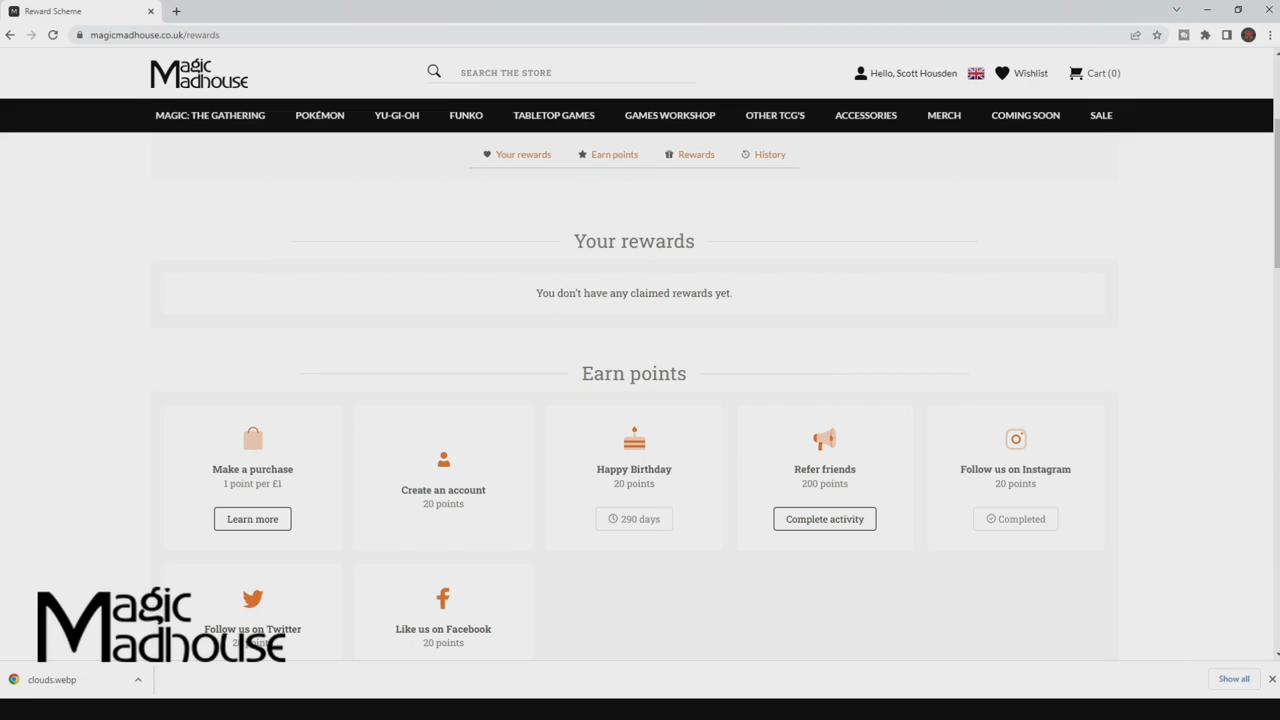 M Reward Scheme
magicmadhouse.co.uk/rewards
Magic Madhouse
SEARCH THE STORE
Hello, Scott Housden
Wishlist
Cart (0)
MAGIC: THE GATHERING POKÉMON YU-GI-OH FUNKO TABLETOP GAMES GAMES WORKSHOP OTHER TCG'S ACCESSORIES MERCH COMING SOON SALE
Your rewards Earn points Rewards History
Your rewards
You don't have any claimed rewards yet.
Earn points
Make a purchase
1 point per £1
Learn more
Create an account
20 points
Happy Birthday
20 points
290 days
Refer friends
200 points
Complete activity
Follow us on Instagram
20 points
Completed
Follow us on Twitter
20 points
Like us on Facebook
20 points
Magic
Madhouse
clouds.webp
Show all